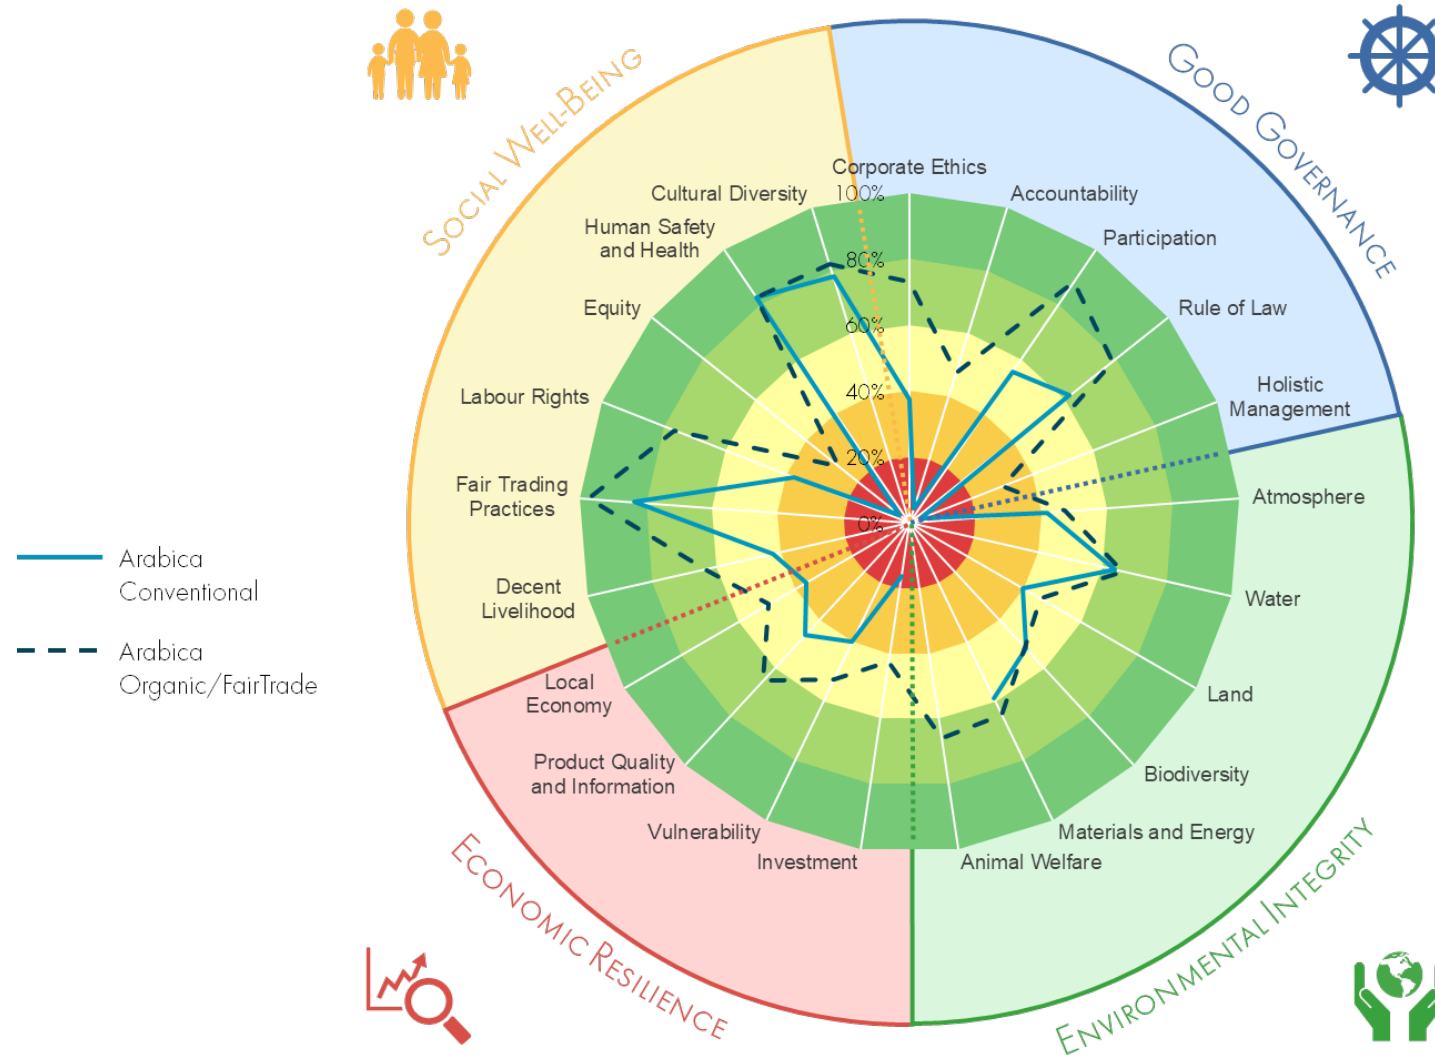 SOCIAL WELL-BEING
GOOD GOVERNANCE
Corporate Ethics
Cultural Diversity
100%
Accountability
Human Safety
and Health
Participation
80%
Equity
60%
Rule of Law
Labour Rights
40%
Holistic
Management
20%
Fair Trading
Practices
0%
Atmosphere
Arabica
Conventional
Decent
Livelihood
Water
Arabica
Organic/FairTrade
Local
Economy
Land
Product Quality
and Information
Biodiversity
Vulnerability
Materials and Energy
Investment
Animal Welfare
ECONOMIC RESILIENCE
ENVIRONMENTAL INTEGRITY